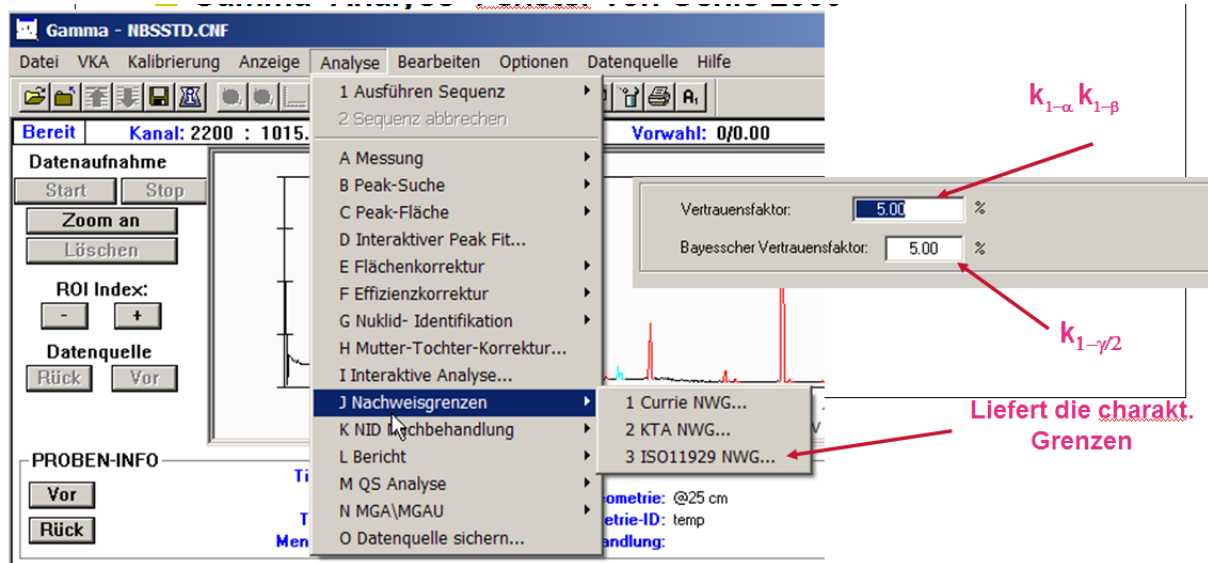 Gamma - NBSSTD.CNF
Datei VKA Kalibrierung Anzeige Analyse Bearbeiten Optionen Datenquelle Hilfe
Bereit Kanal: 2200 : 1015. Vorwahl: 0/0.00
Datenaufnahme
Start Stop
Zoom an
Löschen
ROI Index:
- +
Datenquelle
Rück Vor
PROBEN-INFO
Vor
Rück
1 Ausführen Sequenz
2 Sequenz abbrechen
A Messung
B Peak-Suche
C Peak-Fläche
D Interaktiver Peak Fit...
E Flächenkorrektur
F Effizienzkorrektur
G Nuklid- Identifikation
H Mutter-Tochter-Korrektur...
I Interaktive Analyse...
J Nachweisgrenzen
K NID Nachbehandlung
L Bericht
M QS Analyse
N MGA\MGAU
O Datenquelle sichern...
1 Currie NWG...
2 KTA NWG...
3 ISO11929 NWG...
ometrie: @25 cm
etrie-ID: temp
andlung:
Ti
T
Men
k1−α k1−β
Vertrauensfaktor: 5.00 %
Bayesscher Vertrauensfaktor: 5.00 %
k1−γ/2
Liefert die charakt.
Grenzen